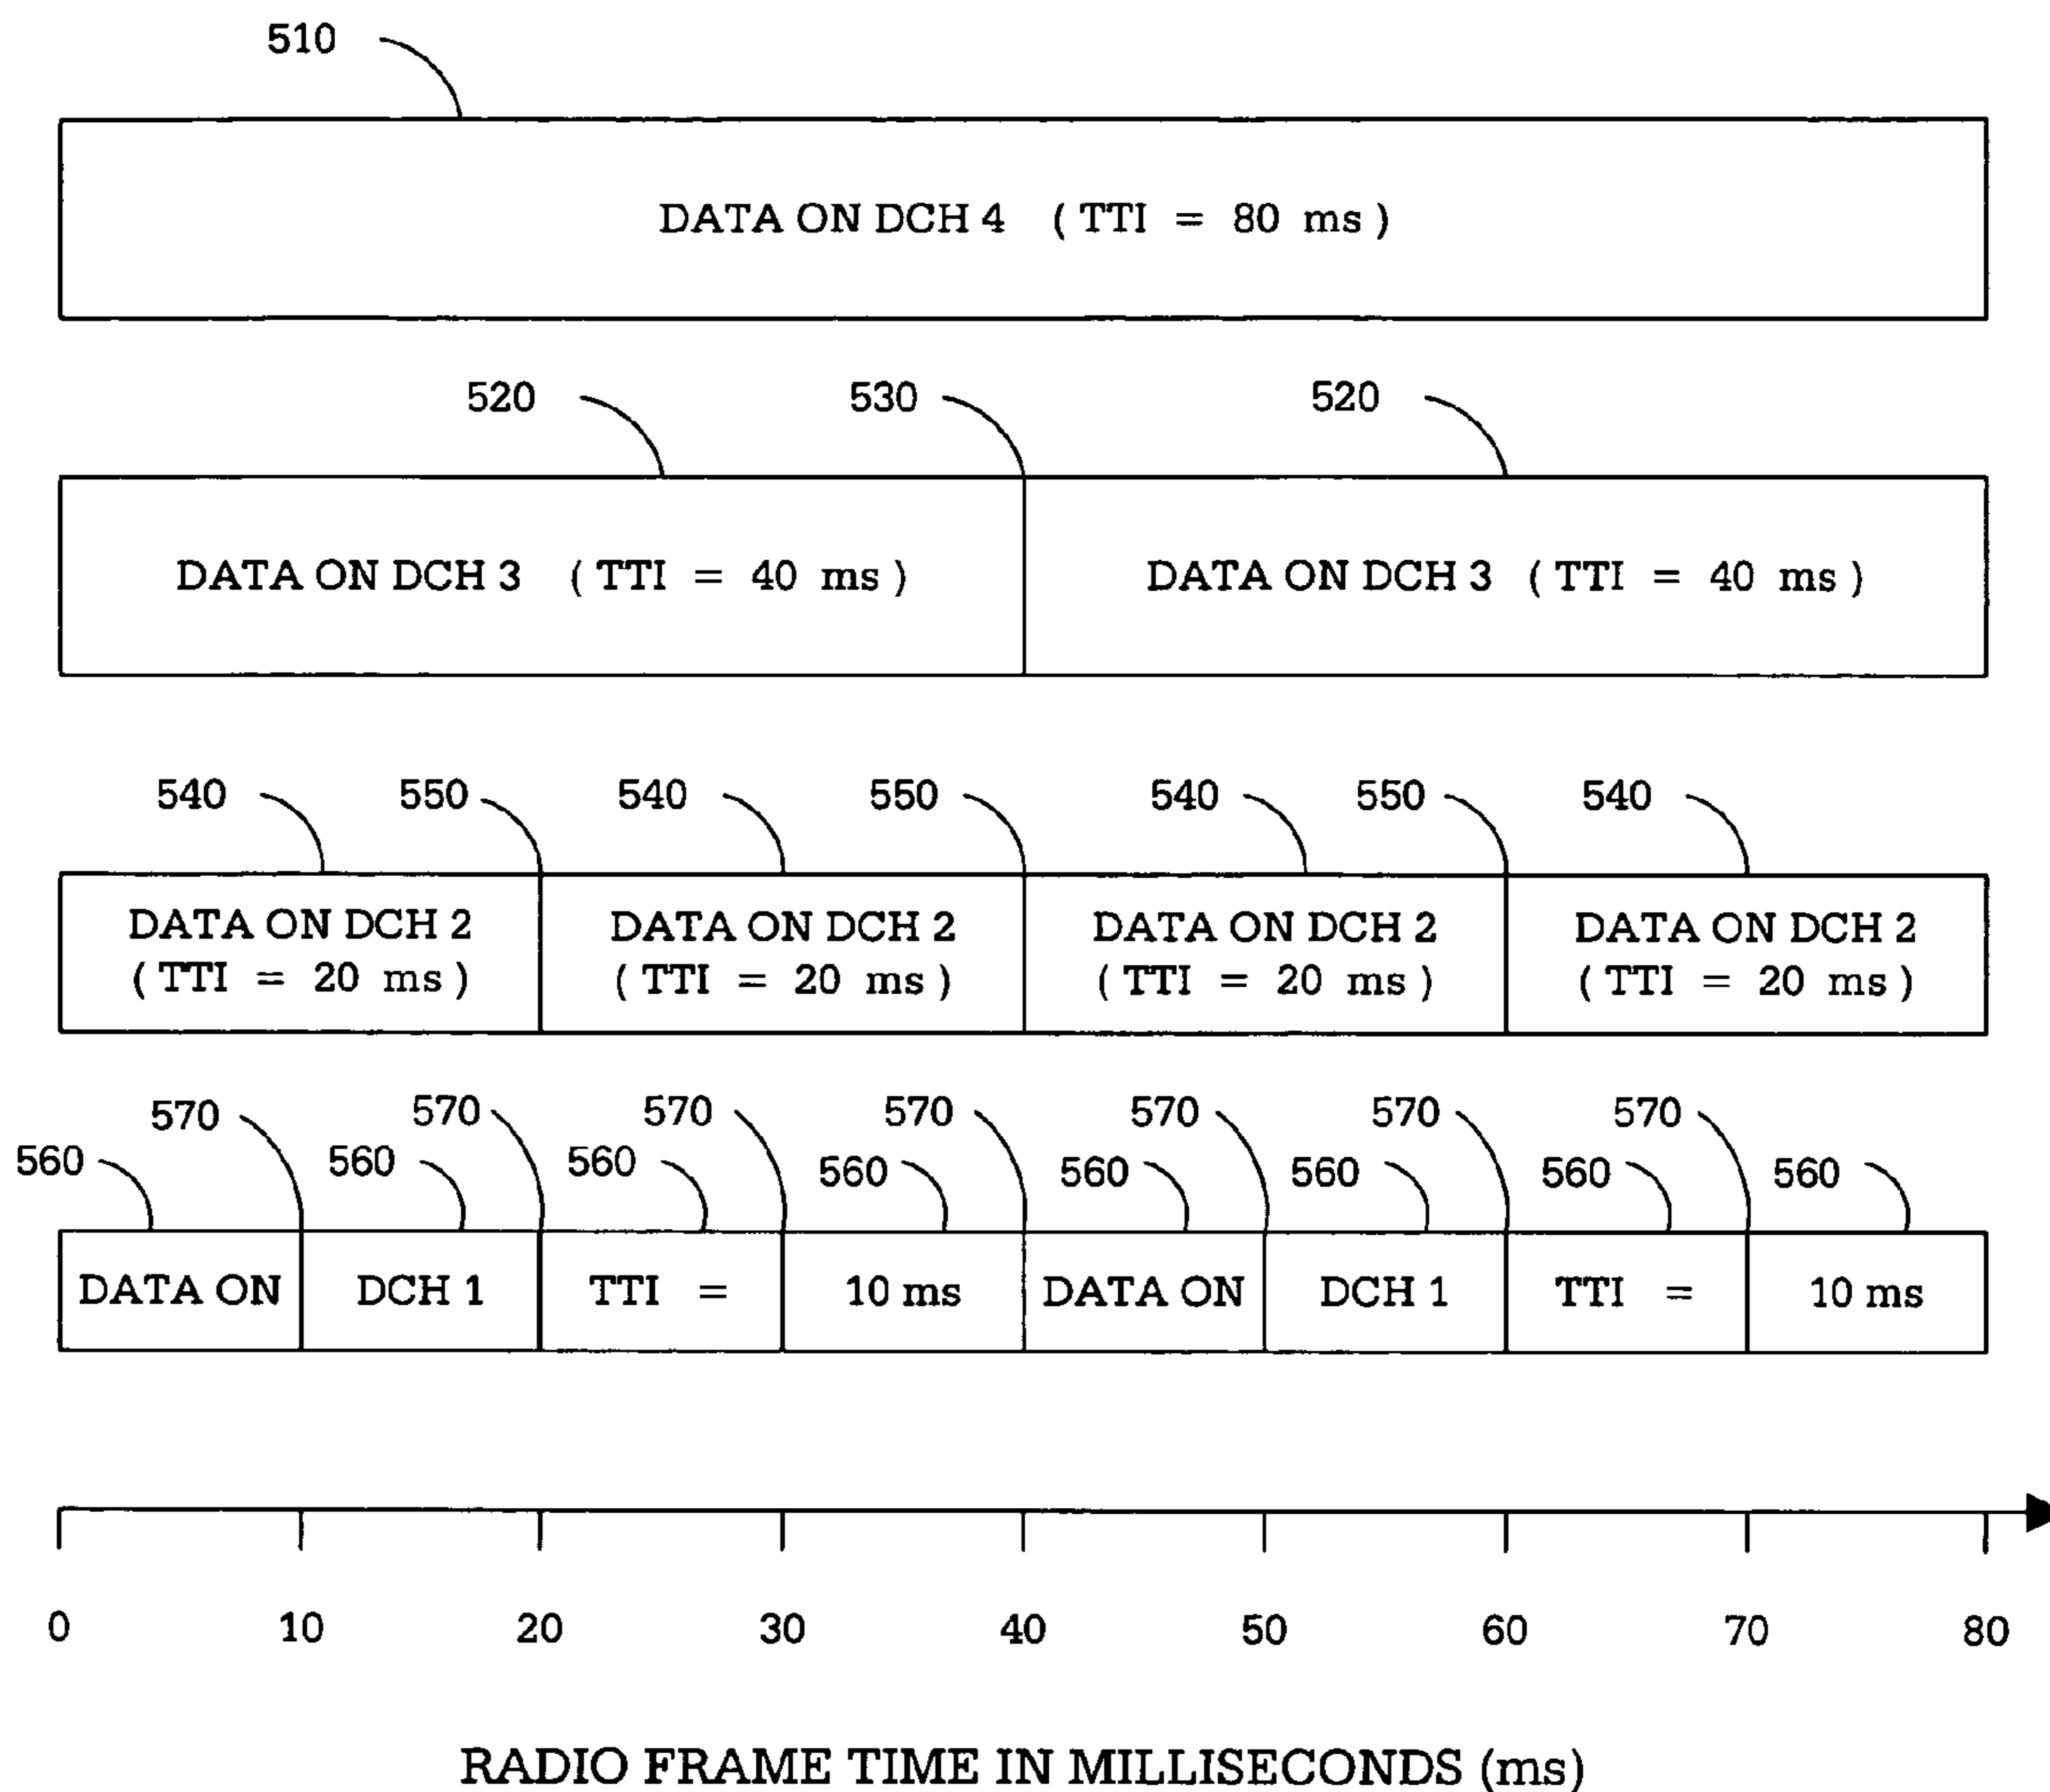 510
DATA ON DCH 4 ( TTI = 80 ms )
520 530 520
DATA ON DCH 3 ( TTI = 40 ms ) DATA ON DCH 3 ( TTI = 40 ms )
540 550 540 550 540 550 540
DATA ON DCH 2 DATA ON DCH 2 DATA ON DCH 2 DATA ON DCH 2
( TTI = 20 ms ) ( TTI = 20 ms ) ( TTI = 20 ms ) ( TTI = 20 ms )
570 570 570 570 570 570 570
560 560 560 560 560 560 560 560
DATA ON DCH 1 TTI = 10 ms DATA ON DCH 1 TTI = 10 ms
0 10 20 30 40 50 60 70 80
RADIO FRAME TIME IN MILLISECONDS (ms)